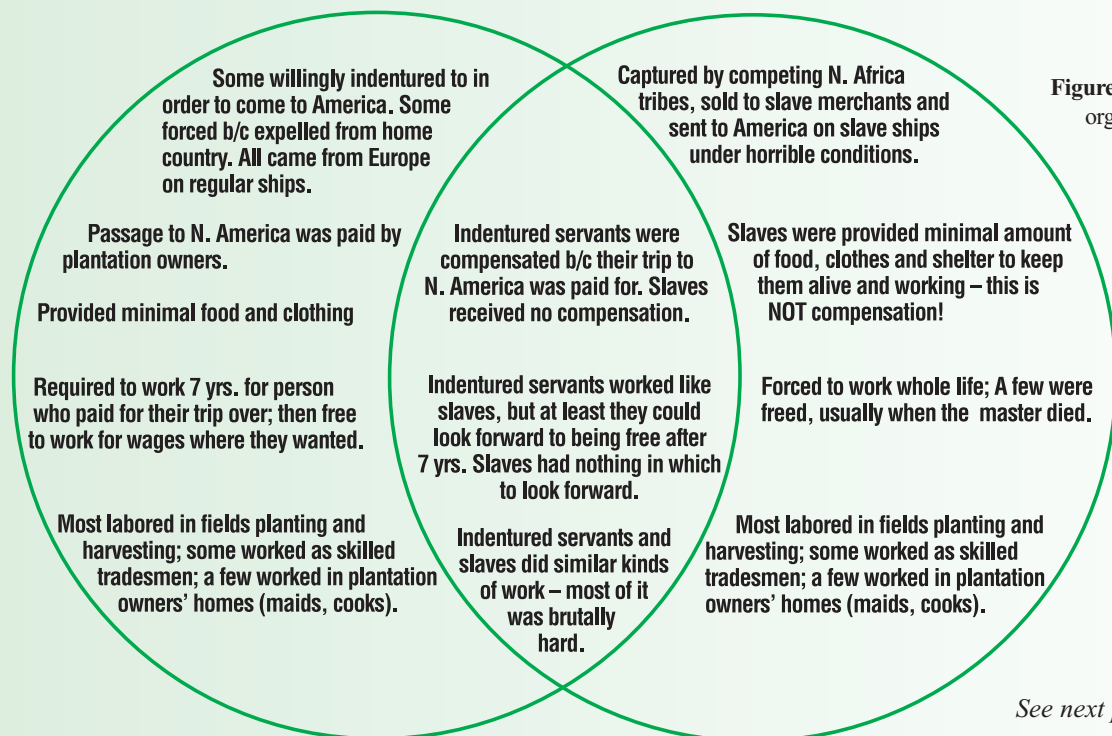 Some willingly indentured to in
order to come to America. Some
forced b/c expelled from home
country. All came from Europe
on regular ships.
Passage to N. America was paid by
plantation owners.
Provided minimal food and clothing
Required to work 7 yrs. for person
who paid for their trip over; then free
to work for wages where they wanted.
Most labored in fields planting and
harvesting; some worked as skilled
tradesmen; a few worked in plantation
owners' homes (maids, cooks).
Indentured servants were
compensated b/c their trip to
N. America was paid for. Slaves
received no compensation.
Indentured servants worked like
slaves, but at least they could
look forward to being free after
7 yrs. Slaves had nothing in which
to look forward.
Indentured servants and
slaves did similar kinds
of work – most of it
was brutally
hard.
Captured by competing N. Africa
tribes, sold to slave merchants and
sent to America on slave ships
under horrible conditions.
Slaves were provided minimal amount
of food, clothes and shelter to keep
them alive and working – this is
NOT compensation!
Forced to work whole life; A few were
freed, usually when the master died.
Most labored in fields planting and
harvesting; some worked as skilled
tradesmen; a few worked in plantation
owners' homes (maids, cooks).
Figure
org
See next p